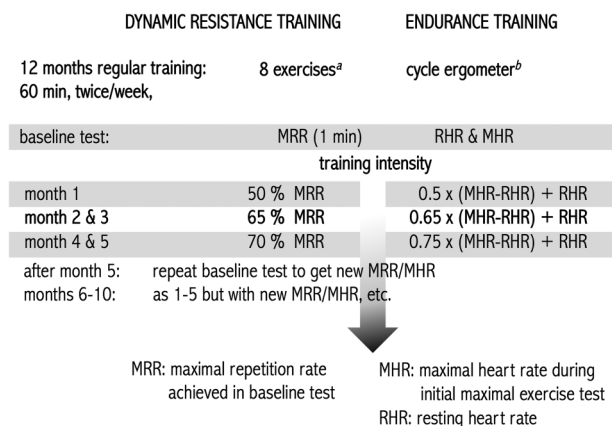 DYNAMIC RESISTANCE TRAINING ENDURANCE TRAINING
12 months regular training: 8 exercisesᵃ cycle ergometerᵇ
60 min, twice/week,
baseline test: MRR (1 min) RHR & MHR
training intensity
month 1 50 % MRR 0.5 x (MHR-RHR) + RHR
month 2 & 3 65 % MRR 0.65 x (MHR-RHR) + RHR
month 4 & 5 70 % MRR 0.75 x (MHR-RHR) + RHR
after month 5: repeat baseline test to get new MRR/MHR
months 6-10: as 1-5 but with new MRR/MHR, etc.
MRR: maximal repetition rate
achieved in baseline test
MHR: maximal heart rate during
initial maximal exercise test
RHR: resting heart rate